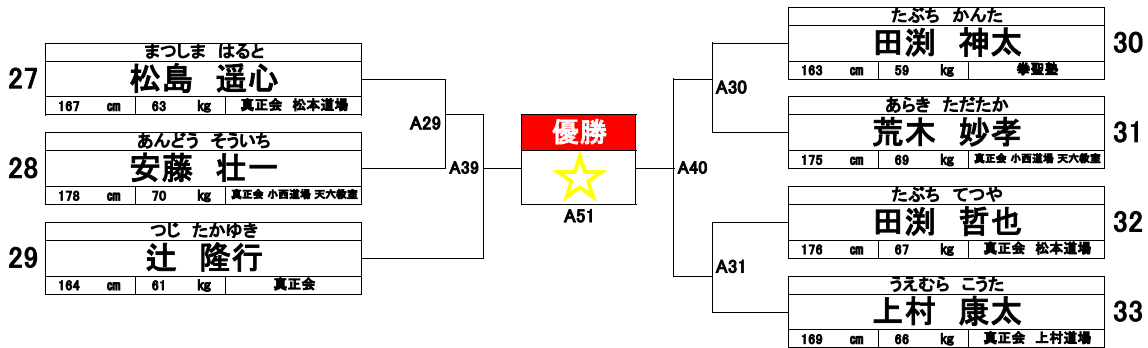 27
まつしま はると
松島 遥心
167 cm 63 kg 真正会 松本道場
28
あんどう そういち
安藤 壮一
178 cm 70 kg 真正会 小西道場 天六教室
29
つじ たかゆき
辻 隆行
164 cm 61 kg 真正会
A29
A39
優勝
☆
A51
A40
A30
A31
たぶち かんた
田渕 神太
163 cm 59 kg 拳聖塾
30
あらき ただたか
荒木 妙孝
175 cm 69 kg 真正会 小西道場 天六教室
31
たぶち てつや
田渕 哲也
176 cm 67 kg 真正会 松本道場
32
うえむら こうた
上村 康太
169 cm 66 kg 真正会 上村道場
33